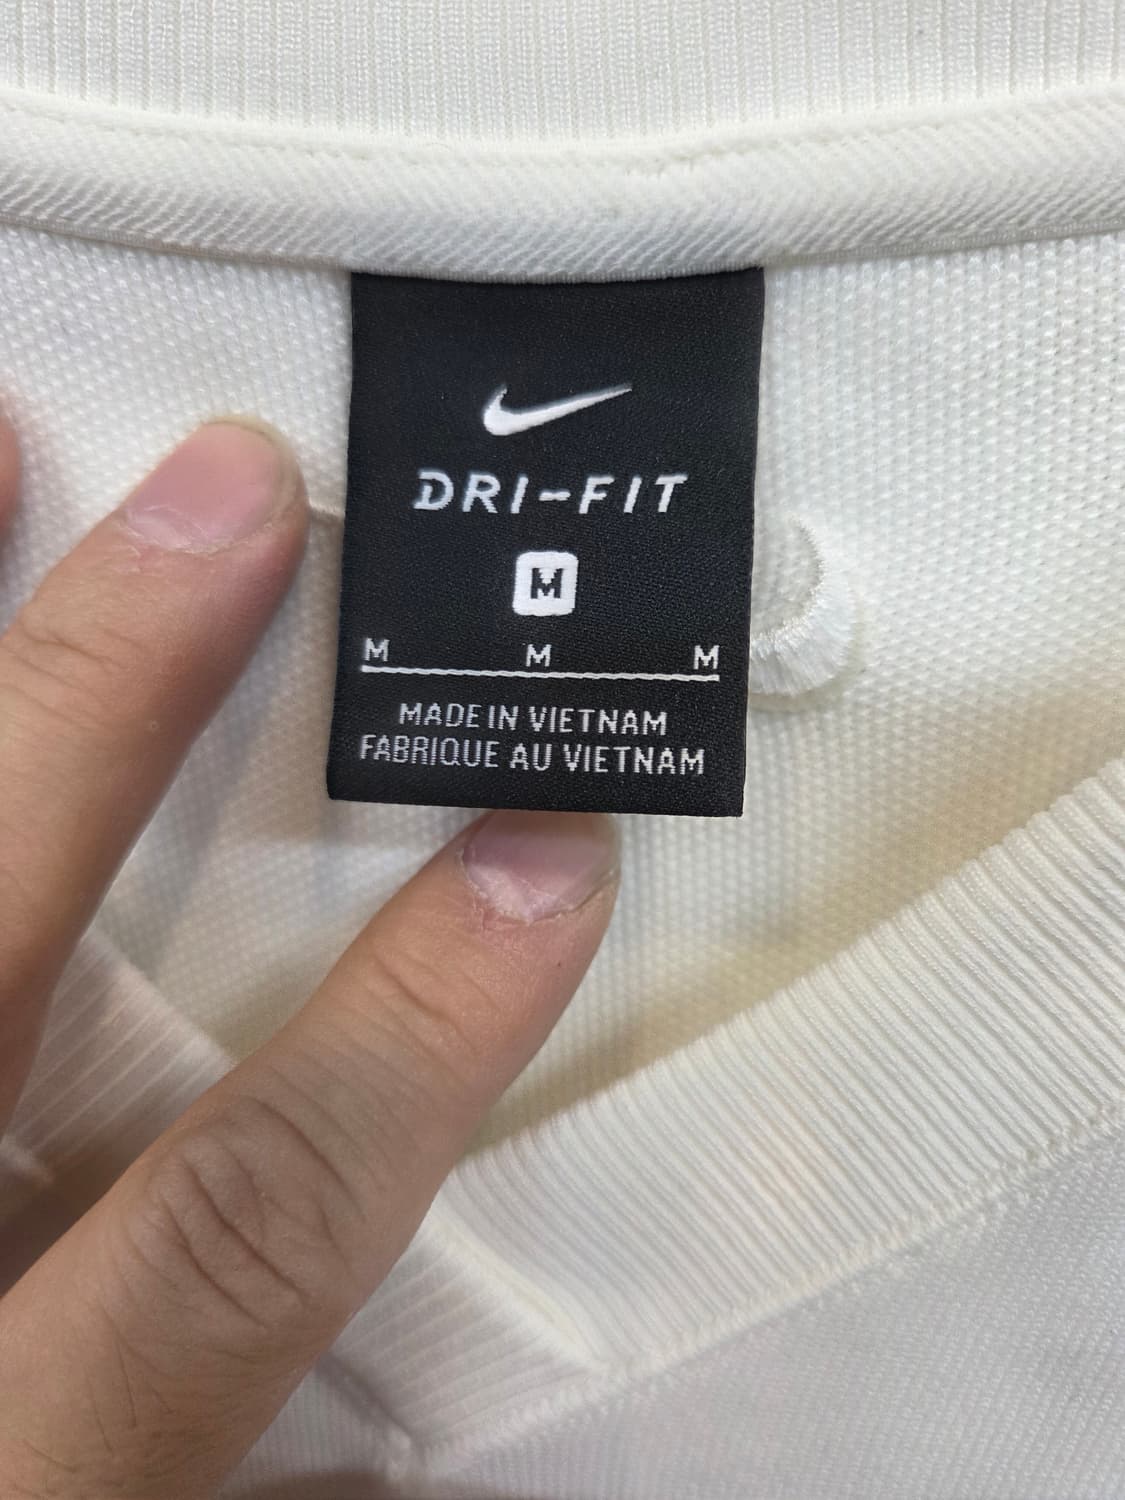 DRI-FIT
M
M M M
MADE IN VIETNAM
FABRIQUE AU VIETNAM